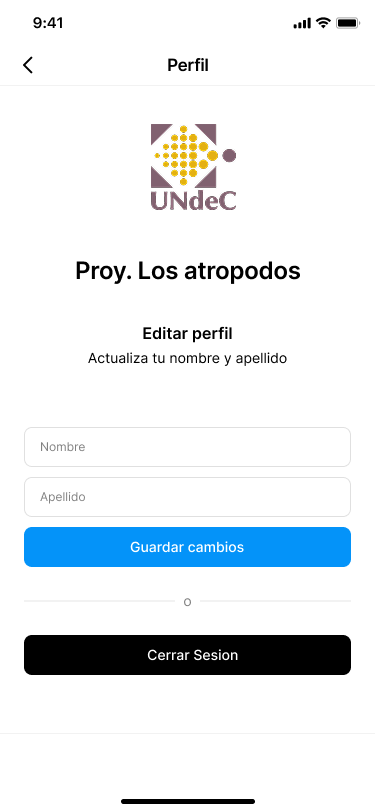 9:41
Perfil
UNdeC
Proy. Los atropodos
Editar perfil
Actualiza tu nombre y apellido
Nombre
Apellido
Guardar cambios
o
Cerrar Sesion